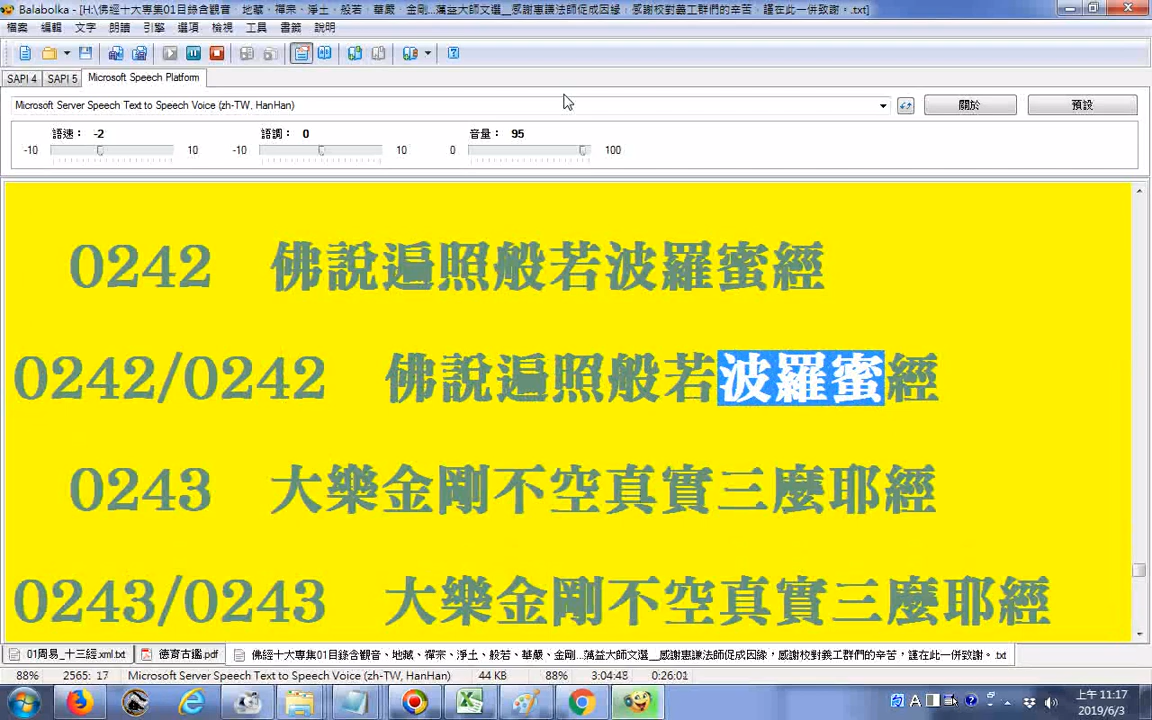 Balabolka - [H:\佛經十大專集01目錄含觀音、地藏、禪宗、淨土、般若、華嚴、金剛...蕅益大師文選__感謝惠謙法師促成因緣，感謝校對義工群們的辛苦，謹在此一併致謝。.txt]
檔案 編輯 文字 朗讀 引擎 選項 檢視 工具 書籤 說明
SAPI 4 SAPI 5 Microsoft Speech Platform
Microsoft Server Speech Text to Speech Voice (zh-TW, HanHan) 關於 預設
語速： -2 語調： 0 音量： 95
-10 10 -10 10 0 100
0242 佛說遍照般若波羅蜜經
0242/0242 佛說遍照般若波羅蜜經
0243 大樂金剛不空真實三麼耶經
0243/0243 大樂金剛不空真實三麼耶經
01周易_十三經.xml.txt 德育古鑑.pdf 佛經十大專集01目錄含觀音、地藏、禪宗、淨土、般若、華嚴、金剛...蕅益大師文選__感謝惠謙法師促成因緣，感謝校對義工群們的辛苦，謹在此一併致謝。.txt
88% 2565: 17 Microsoft Server Speech Text to Speech Voice (zh-TW, HanHan) 44 KB 88% 3:04:48 0:26:01
上午 11:17
2019/6/3